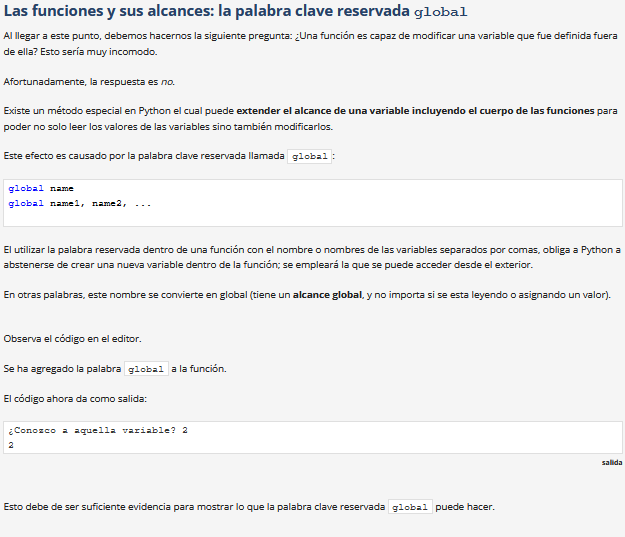 Las funciones y sus alcances: la palabra clave reservada global
Al llegar a este punto, debemos hacernos la siguiente pregunta: ¿Una función es capaz de modificar una variable que fue definida fuera
de ella? Esto sería muy incomodo.
Afortunadamente, la respuesta es no.
Existe un método especial en Python el cual puede extender el alcance de una variable incluyendo el cuerpo de las funciones para
poder no solo leer los valores de las variables sino también modificarlos.
Este efecto es causado por la palabra clave reservada llamada global:
global name
global name1, name2, ...
El utilizar la palabra reservada dentro de una función con el nombre o nombres de las variables separados por comas, obliga a Python a
abstenerse de crear una nueva variable dentro de la función; se empleará la que se puede acceder desde el exterior.
En otras palabras, este nombre se convierte en global (tiene un alcance global, y no importa si se esta leyendo o asignando un valor).
Observa el código en el editor.
Se ha agregado la palabra global a la función.
El código ahora da como salida:
¿Conozco a aquella variable? 2
2
salida
Esto debe de ser suficiente evidencia para mostrar lo que la palabra clave reservada global puede hacer.